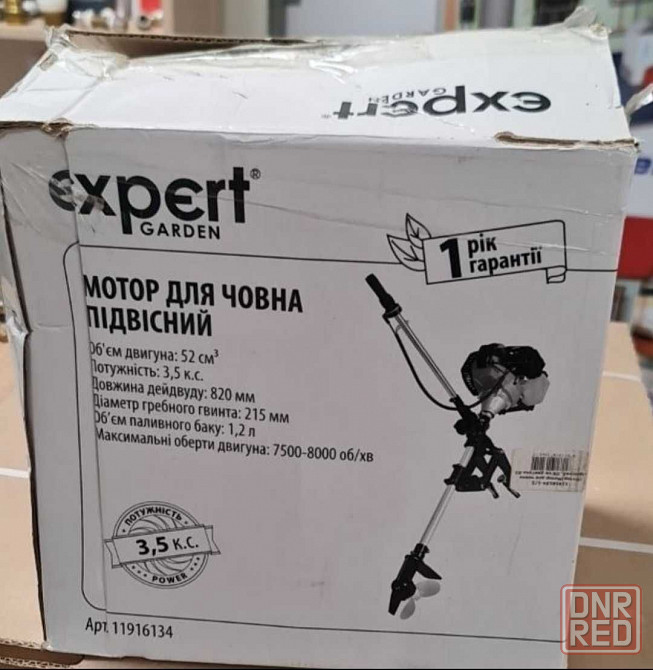 expert®
GARDEN
expert®
GARDEN
1 рік
гарантії
МОТОР ДЛЯ ЧОВНА
ПІДВІСНИЙ
Об'єм двигуна: 52 см³
Потужність: 3,5 к.с.
Довжина дейдвуду: 820 мм
Діаметр гребного гвинта: 215 мм
Об'єм паливного баку: 1,2 л
Максимальні оберти двигуна: 7500-8000 об/хв
ПОТУЖНІСТЬ
3,5 К.С.
POWER
Арт. 11916134
DNR
RED